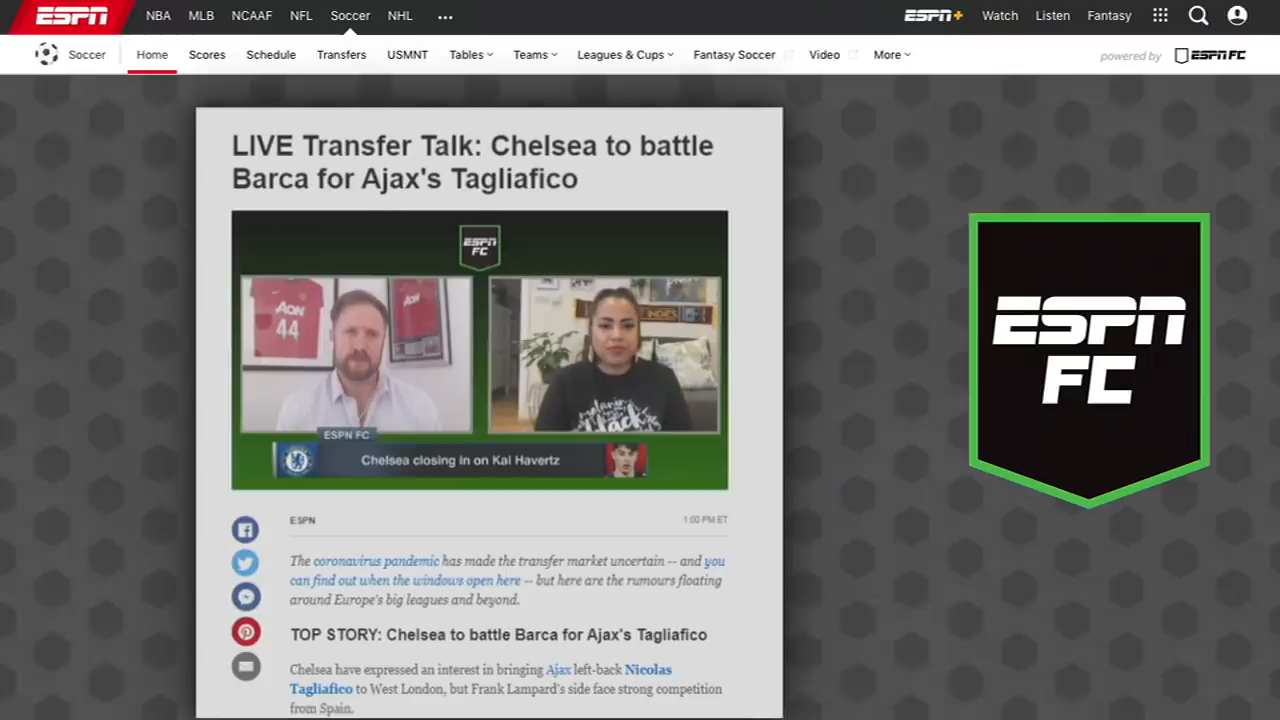 ESPN NBA MLB NCAAF NFL Soccer NHL ... ESPN+ Watch Listen Fantasy
Soccer Home Scores Schedule Transfers USMNT Tables Teams Leagues & Cups Fantasy Soccer Video More powered by ESPN FC
LIVE Transfer Talk: Chelsea to battle
Barca for Ajax's Tagliafico
ESPN
FC
AON
44
AON
INDIES
ESPN FC
Chelsea closing in on Kai Havertz
ESPN
FC
ESPN 1:00 PM ET
The coronavirus pandemic has made the transfer market uncertain -- and you
can find out when the windows open here -- but here are the rumours floating
around Europe's big leagues and beyond.
TOP STORY: Chelsea to battle Barca for Ajax's Tagliafico
Chelsea have expressed an interest in bringing Ajax left-back Nicolas
Tagliafico to West London, but Frank Lampard's side face strong competition
from Spain.